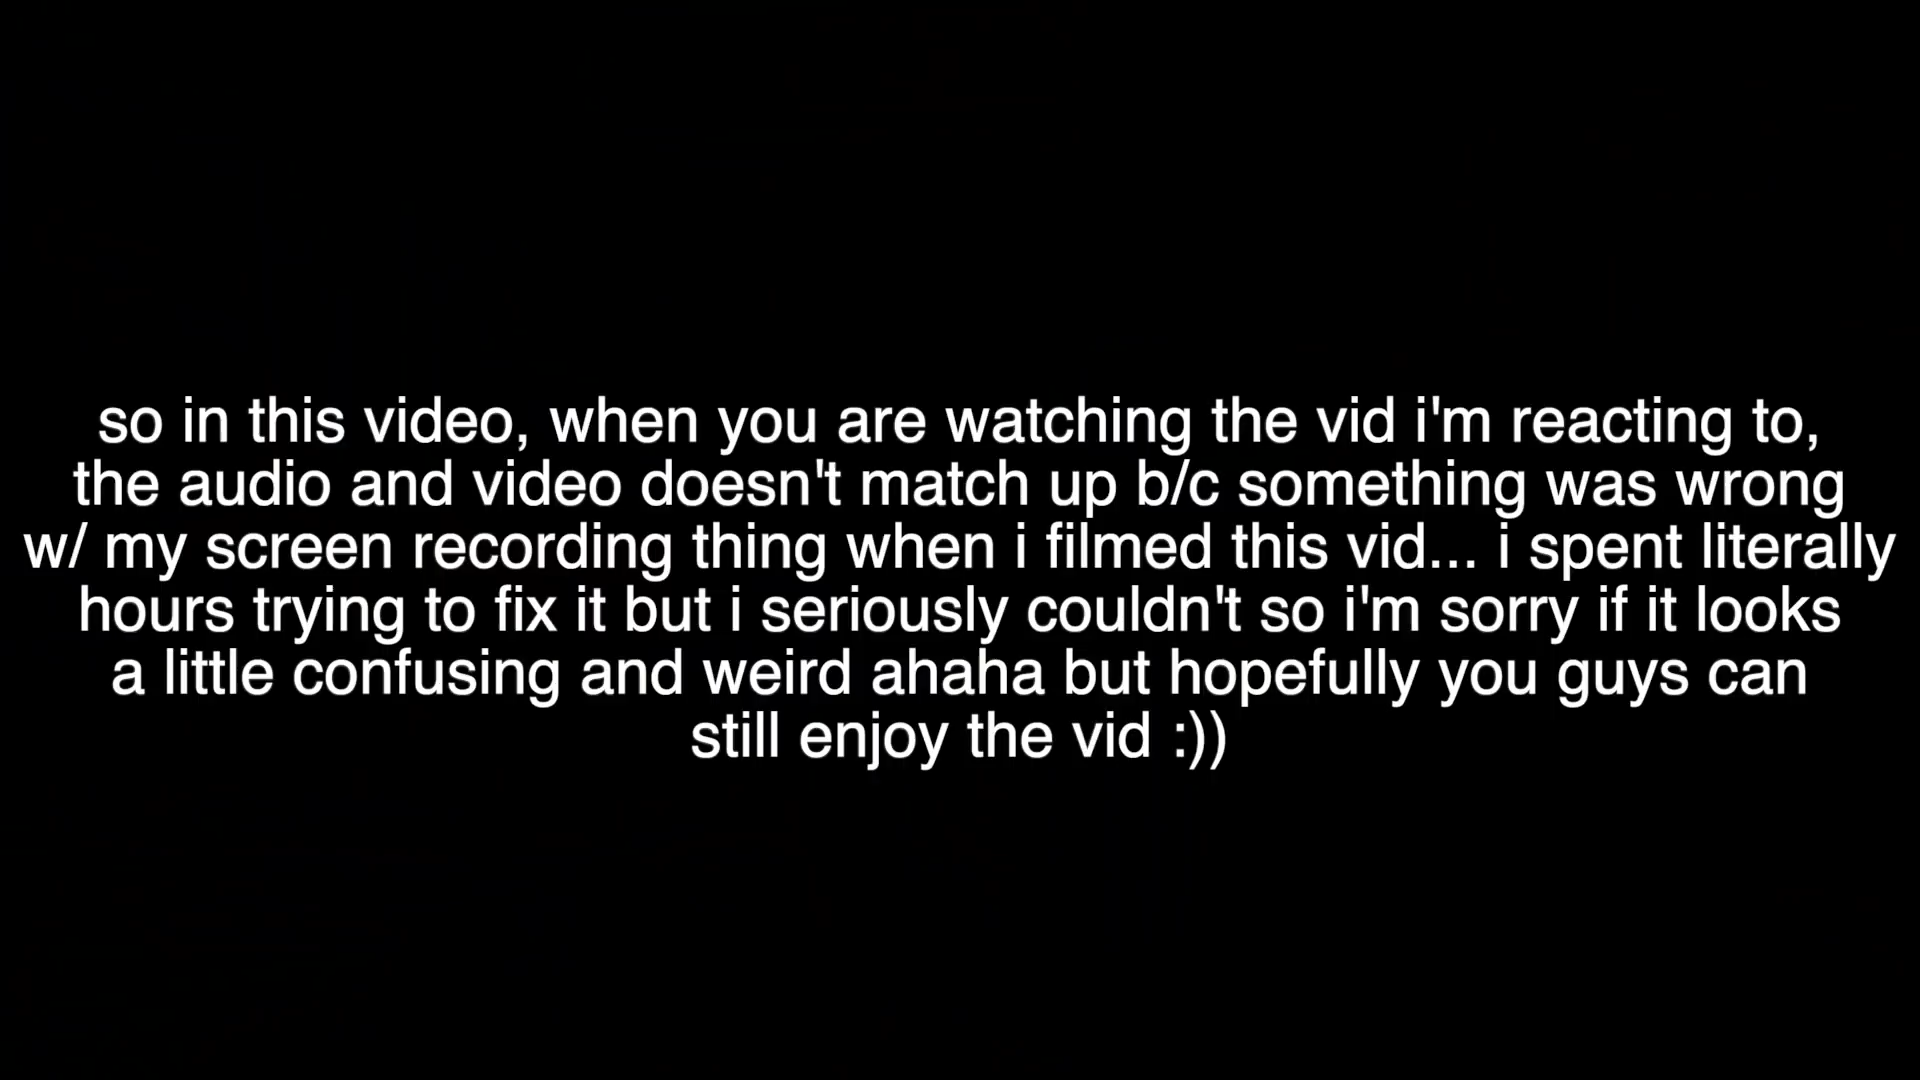 so in this video, when you are watching the vid i'm reacting to,
the audio and video doesn't match up b/c something was wrong
w/ my screen recording thing when i filmed this vid... i spent literally
hours trying to fix it but i seriously couldn't so i'm sorry if it looks
a little confusing and weird ahaha but hopefully you guys can
still enjoy the vid :))